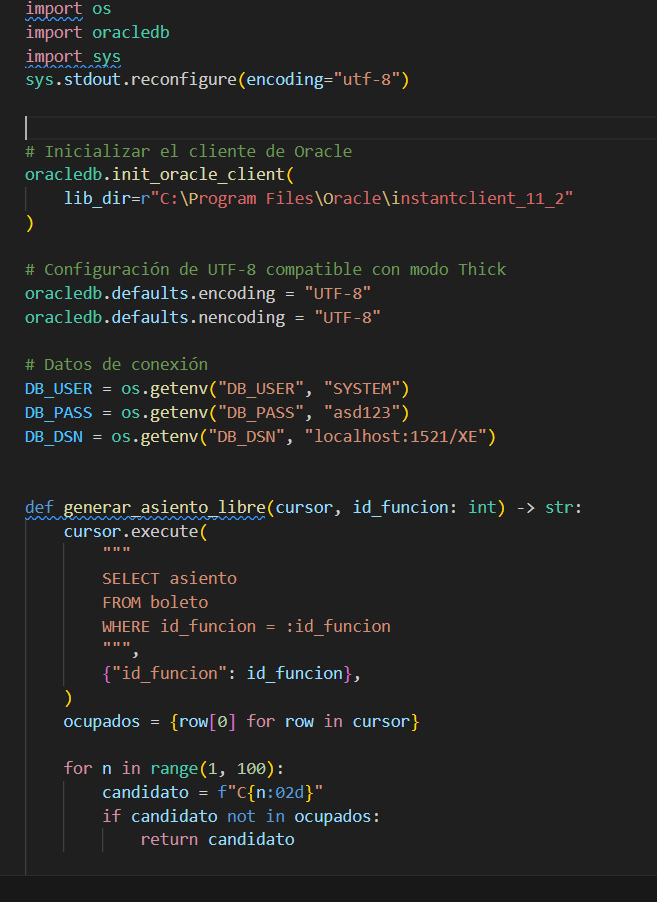 import os
import oracledb
import sys
sys.stdout.reconfigure(encoding="utf-8")
# Inicializar el cliente de Oracle
oracledb.init_oracle_client(
    lib_dir=r"C:\Program Files\Oracle\instantclient_11_2"
)
# Configuración de UTF-8 compatible con modo Thick
oracledb.defaults.encoding = "UTF-8"
oracledb.defaults.nencoding = "UTF-8"
# Datos de conexión
DB_USER = os.getenv("DB_USER", "SYSTEM")
DB_PASS = os.getenv("DB_PASS", "asd123")
DB_DSN = os.getenv("DB_DSN", "localhost:1521/XE")
def generar_asiento_libre(cursor, id_funcion: int) -> str:
    cursor.execute(
        """
        SELECT asiento
        FROM boleto
        WHERE id_funcion = :id_funcion
        """,
        {"id_funcion": id_funcion},
    )
    ocupados = {row[0] for row in cursor}
    for n in range(1, 100):
        candidato = f"C{n:02d}"
        if candidato not in ocupados:
            return candidato